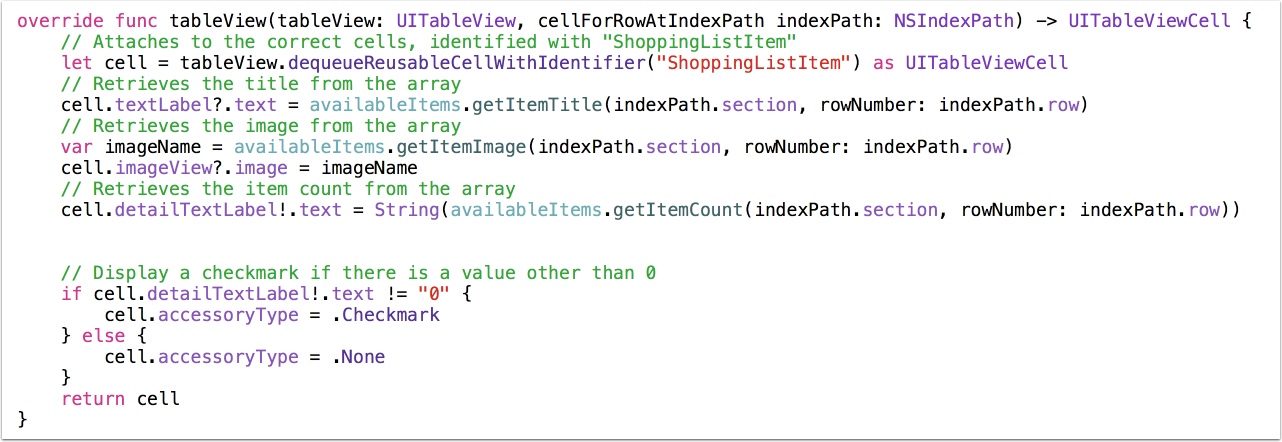 override func tableView(tableView: UITableView, cellForRowAtIndexPath indexPath: NSIndexPath) -> UITableViewCell {
    // Attaches to the correct cells, identified with "ShoppingListItem"
    let cell = tableView.dequeueReusableCellWithIdentifier("ShoppingListItem") as UITableViewCell
    // Retrieves the title from the array
    cell.textLabel?.text = availableItems.getItemTitle(indexPath.section, rowNumber: indexPath.row)
    // Retrieves the image from the array
    var imageName = availableItems.getItemImage(indexPath.section, rowNumber: indexPath.row)
    cell.imageView?.image = imageName
    // Retrieves the item count from the array
    cell.detailTextLabel!.text = String(availableItems.getItemCount(indexPath.section, rowNumber: indexPath.row))
    // Display a checkmark if there is a value other than 0
    if cell.detailTextLabel!.text != "0" {
        cell.accessoryType = .Checkmark
    } else {
        cell.accessoryType = .None
    }
    return cell
}